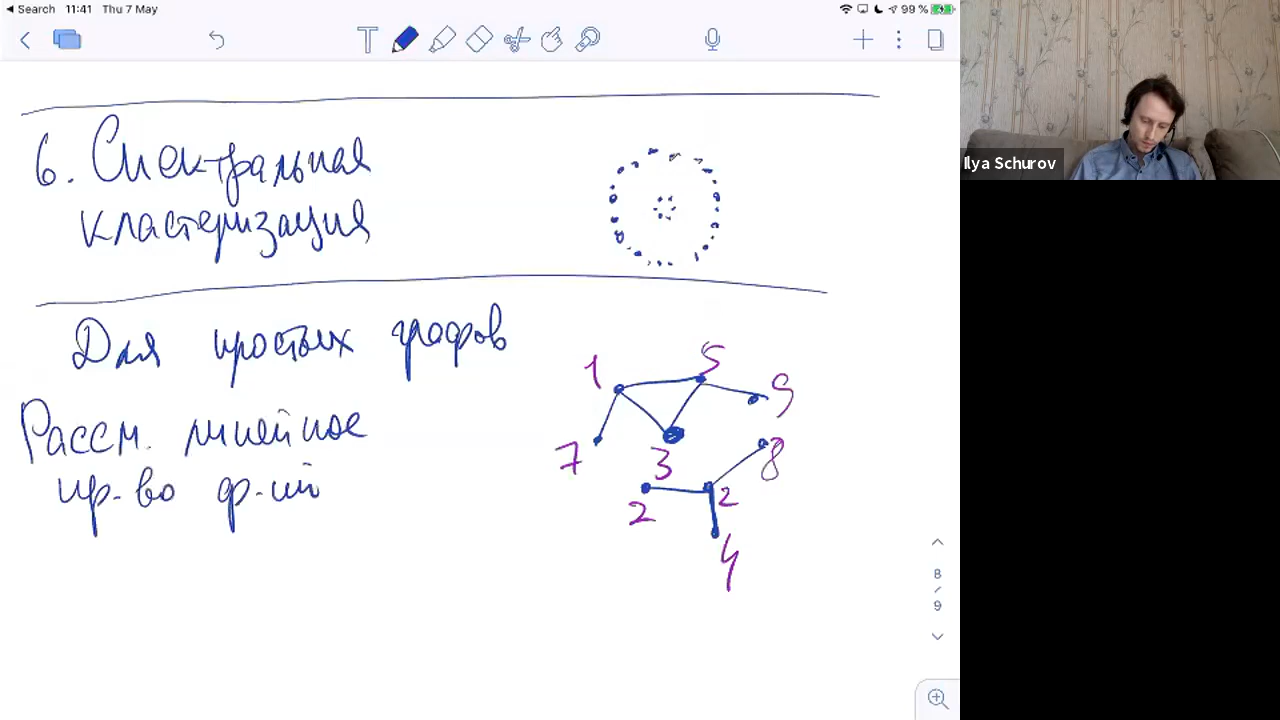 Search 11:41 Thu 7 May 99 %
T
Ilya Schurov
6. Спектральная
кластеризация
Для простых графов
Рассм. линейное
пр-во ф-ий
1 5 9
7 3 8
2 2
4
8
/
9